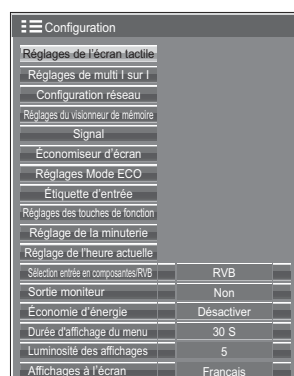 Configuration
Réglages de l'écran tactile
Réglages de multi I sur I
Configuration réseau
Réglages du visionneur de mémoire
Signal
Économiseur d'écran
Réglages Mode ECO
Étiquette d'entrée
Réglages des touches de fonction
Réglage de la minuterie
Réglage de l'heure actuelle
Sélection entrée en composantes/RVB RVB
Sortie moniteur Non
Économie d'énergie Désactiver
Durée d'affichage du menu 30 S
Luminosité des affichages 5
Affichages à l'écran Français